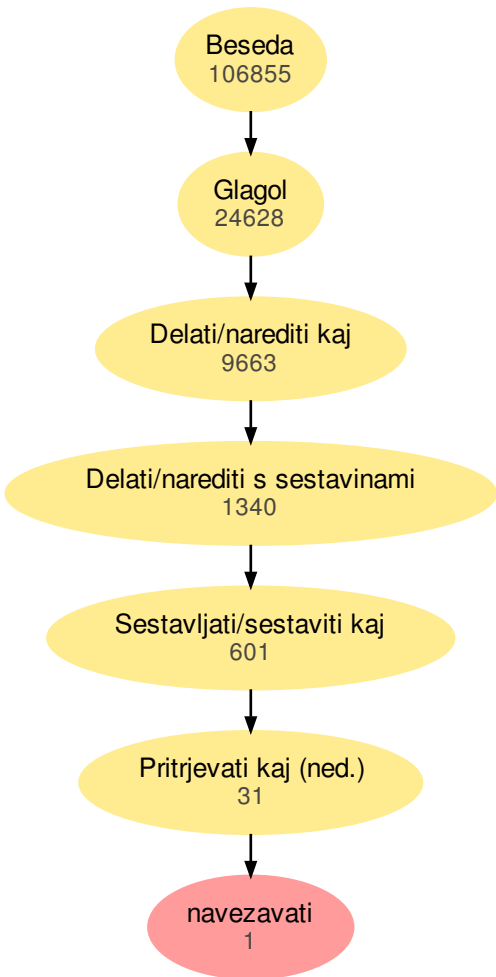 Beseda
106855
Glagol
24628
Delati/narediti kaj
9663
Delati/narediti s sestavinami
1340
Sestavljati/sestaviti kaj
601
Pritrjevati kaj (ned.)
31
navezavati
1